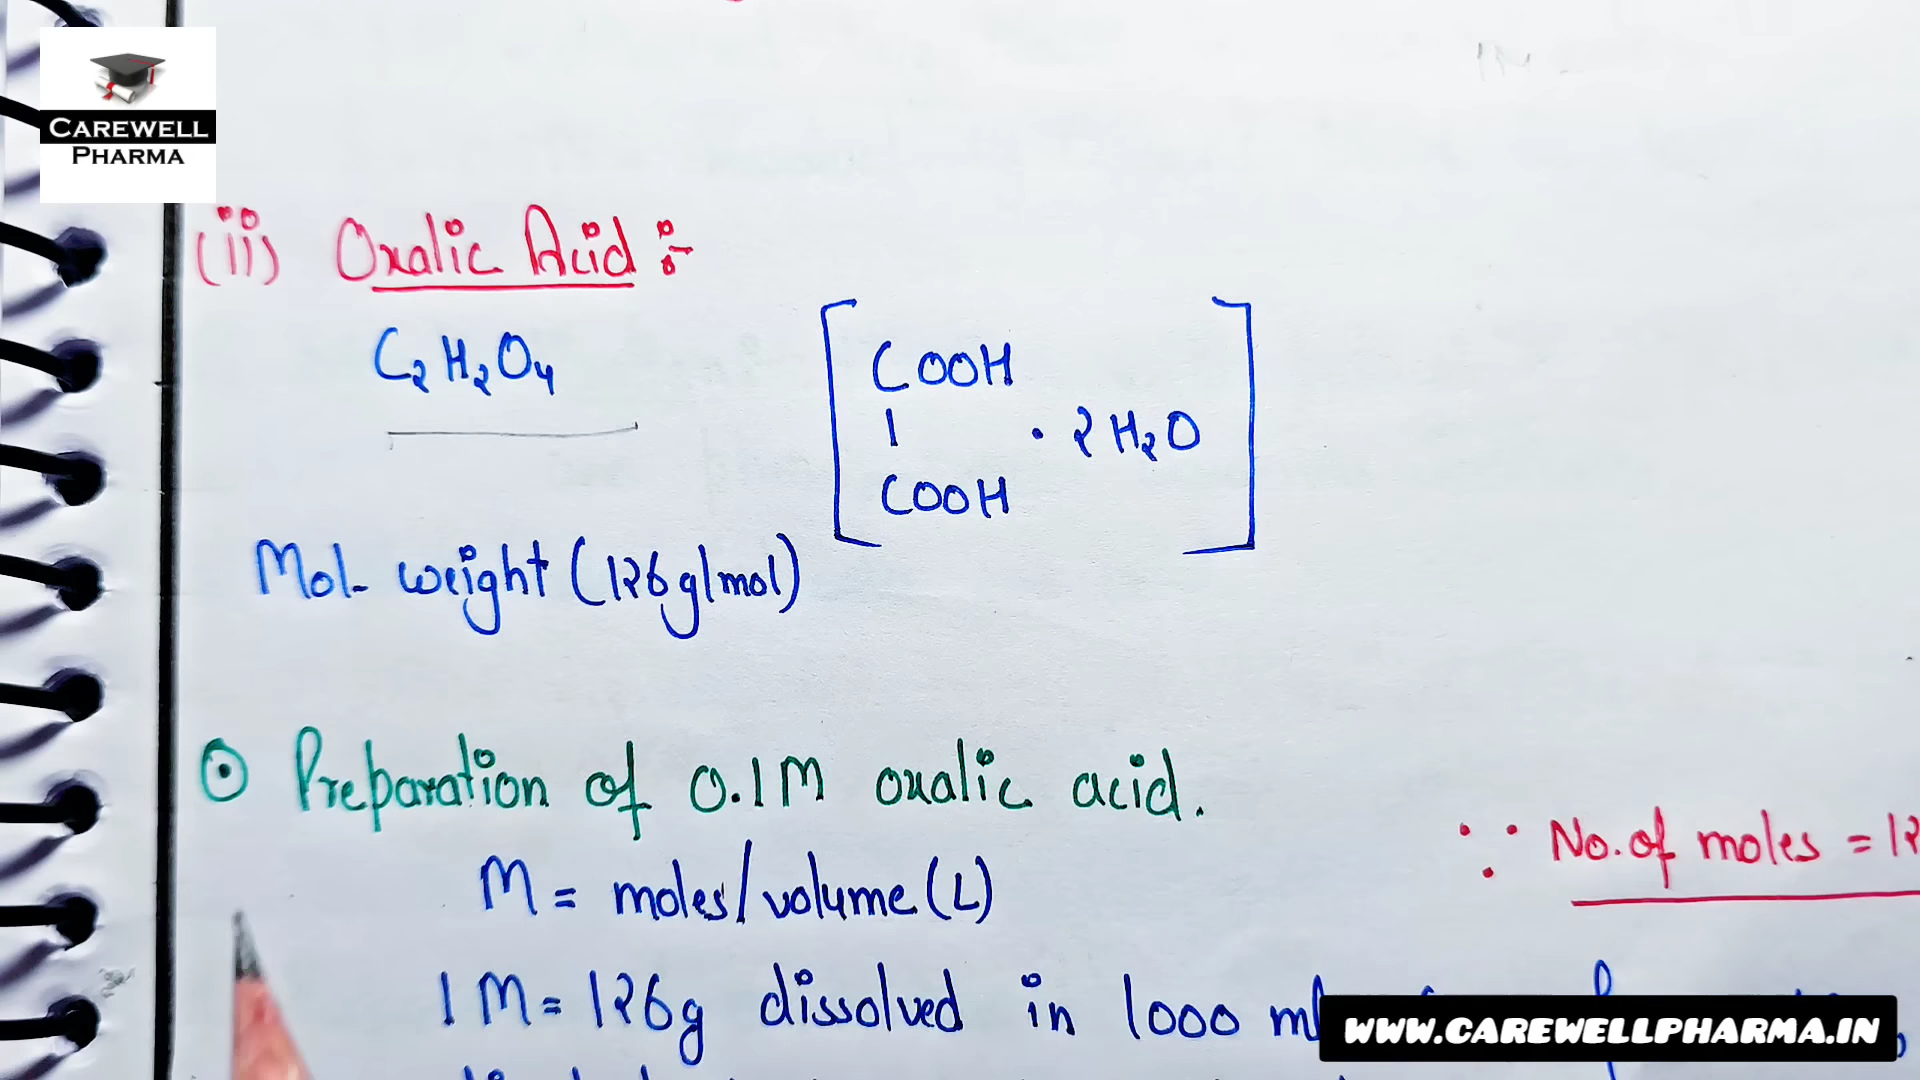 CAREWELL
PHARMA
(ii) Oxalic Acid :-
C₂H₂O₄
COOH
|
COOH
· 2H₂O
Mol. weight (126g/mol)
⊙ Preparation of 0.1M oxalic acid.
M = moles/volume (L)
∵ No. of moles = 12
1M = 126g dissolved in 1000 ml
WWW.CAREWELLPHARMA.IN